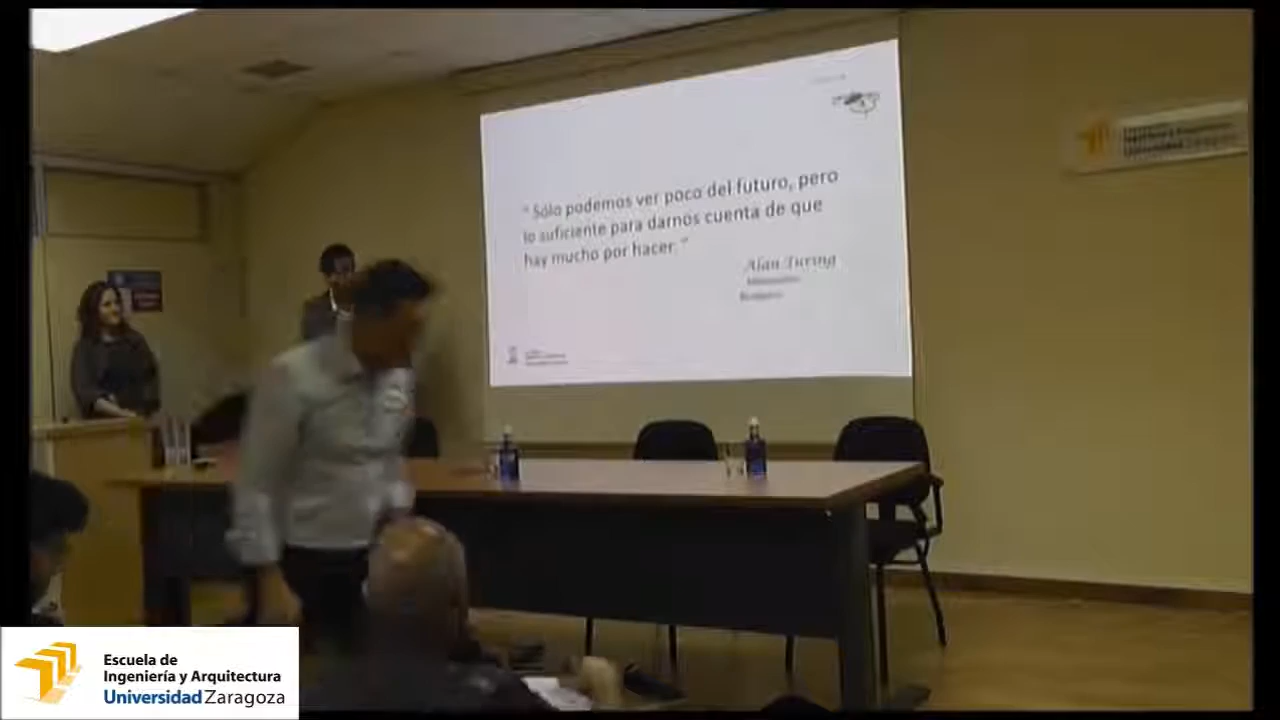 “ Sólo podemos ver poco del futuro, pero
lo suficiente para darnos cuenta de que
hay mucho por hacer. ”
Alan Turing
Escuela de
Ingeniería y Arquitectura
Universidad Zaragoza